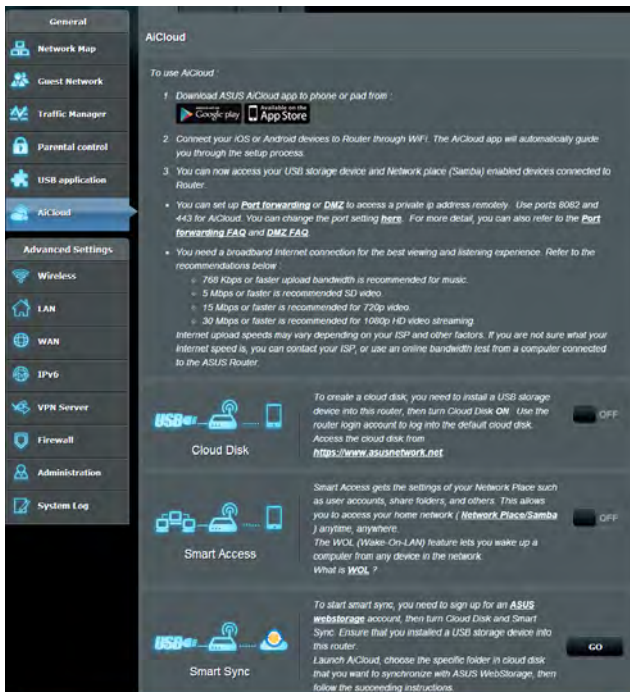 General
Network Map
Guest Network
Traffic Manager
Parental control
USB application
AiCloud
Advanced Settings
Wireless
LAN
WAN
IPv6
VPN Server
Firewall
Administration
System Log
AiCloud
To use AiCloud :
1. Download ASUS AiCloud app to phone or pad from :
Google play
Available on the
App Store
2. Connect your iOS or Android devices to Router through WiFi. The AiCloud app will automatically guide
you through the setup process.
3. You can now access your USB storage device and Network place (Samba) enabled devices connected to
Router.
• You can set up Port forwarding or DMZ to access a private ip address remotely. Use ports 8082 and
443 for AiCloud. You can change the port setting here. For more detail, you can also refer to the Port
forwarding FAQ and DMZ FAQ.
• You need a broadband Internet connection for the best viewing and listening experience. Refer to the
recommendations below :
768 Kbps or faster upload bandwidth is recommended for music.
5 Mbps or faster is recommended SD video.
15 Mbps or faster is recommended for 720p video.
30 Mbps or faster is recommended for 1080p HD video streaming.
Internet upload speeds may vary depending on your ISP and other factors. If you are not sure what your
Internet speed is, you can contact your ISP, or use an online bandwidth test from a computer connected
to the ASUS Router.
USB
Cloud Disk
To create a cloud disk, you need to install a USB storage
device into this router, then turn Cloud Disk ON. Use the
router login account to log into the default cloud disk.
Access the cloud disk from
https://www.asusnetwork.net.
OFF
Smart Access
Smart Access gets the settings of your Network Place such
as user accounts, share folders, and others. This allows
you to access your home network ( Network Place/Samba
) anytime, anywhere.
The WOL (Wake-On-LAN) feature lets you wake up a
computer from any device in the network.
What is WOL ?
OFF
USB
Smart Sync
To start smart sync, you need to sign up for an ASUS
webstorage account, then turn Cloud Disk and Smart
Sync. Ensure that you installed a USB storage device into
this router.
Launch AiCloud, choose the specific folder in cloud disk
that you want to synchronize with ASUS WebStorage, then
follow the succeeding instructions.
GO